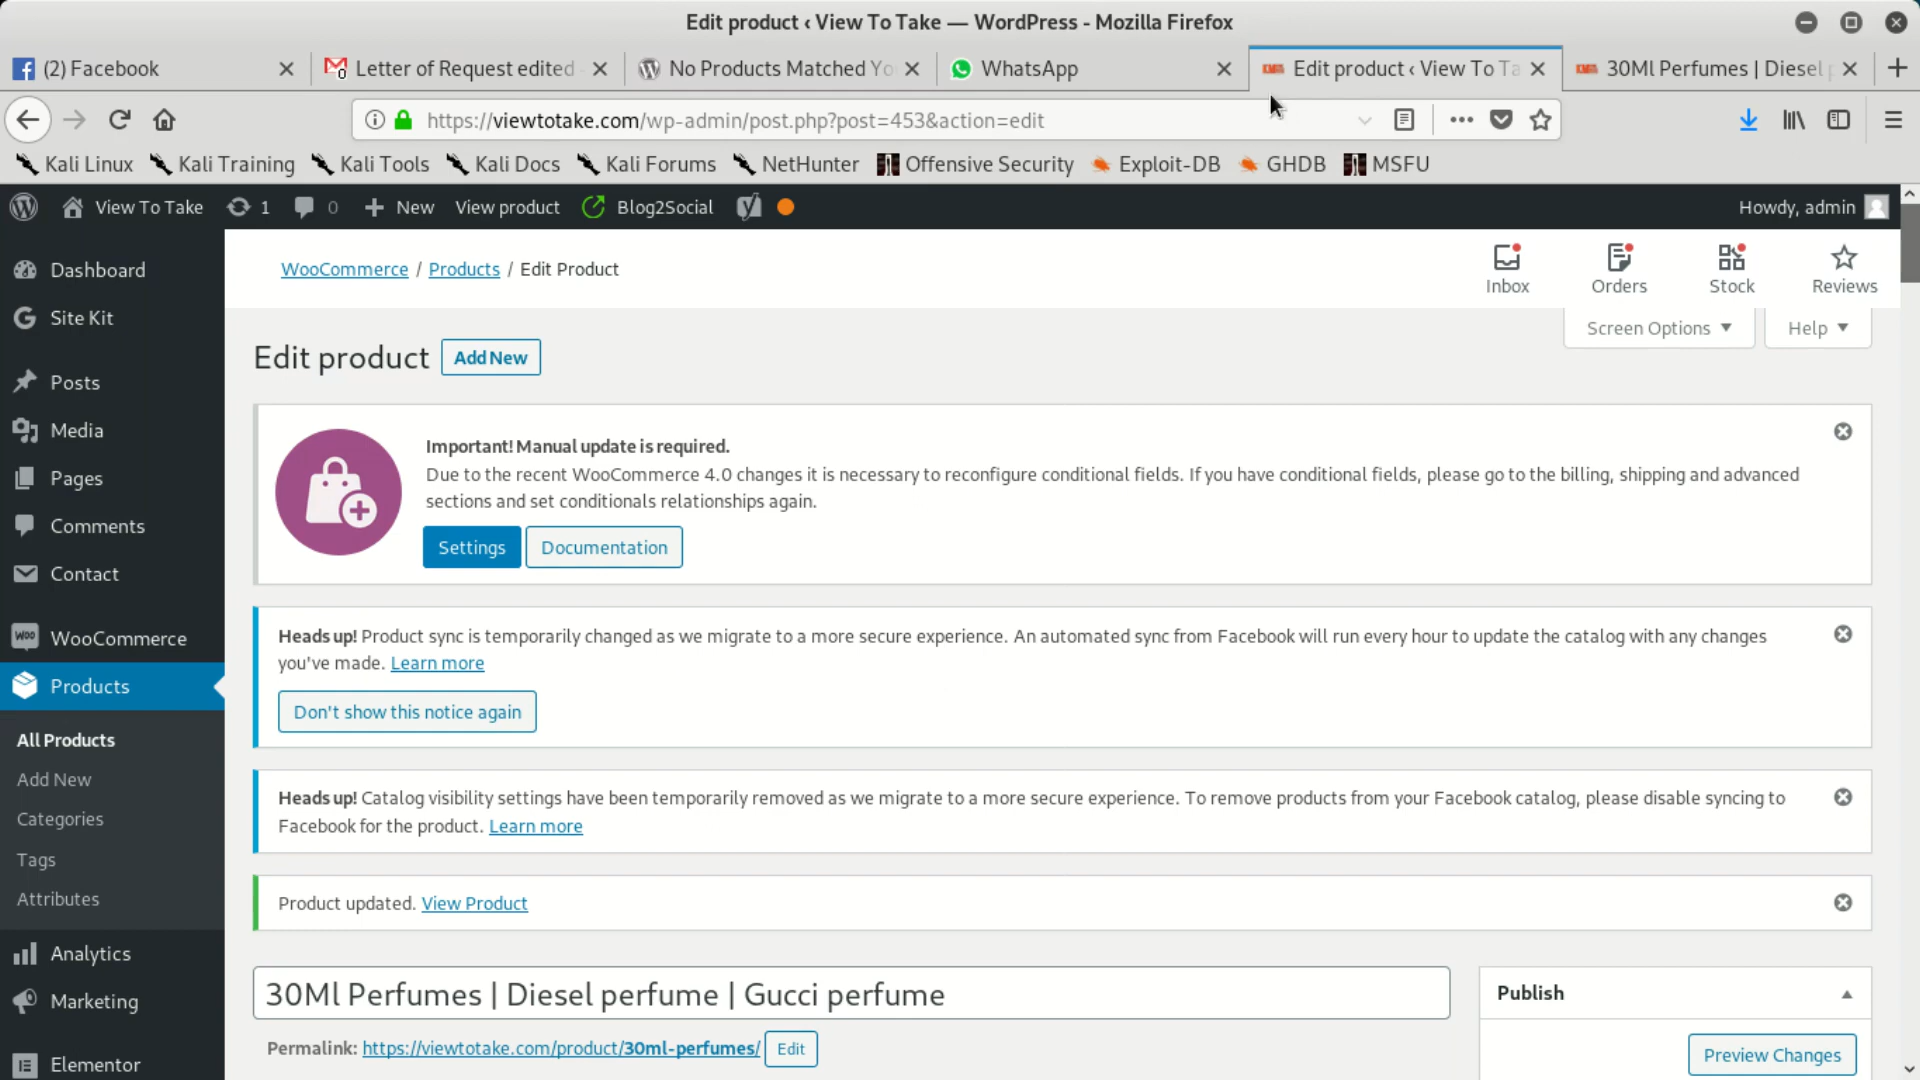 Edit product ‹ View To Take — WordPress - Mozilla Firefox
(2) Facebook
Letter of Request edited
No Products Matched Yo
WhatsApp
Edit product ‹ View To Ta
30Ml Perfumes | Diesel p
https://viewtotake.com/wp-admin/post.php?post=453&action=edit
Kali Linux Kali Training Kali Tools Kali Docs Kali Forums NetHunter Offensive Security Exploit-DB GHDB MSFU
View To Take 1 0 New View product Blog2Social Howdy, admin
Dashboard
Site Kit
Posts
Media
Pages
Comments
Contact
WooCommerce
Products
All Products
Add New
Categories
Tags
Attributes
Analytics
Marketing
Elementor
WooCommerce / Products / Edit Product
Inbox
Orders
Stock
Reviews
Screen Options
Help
Edit product
Add New
Important! Manual update is required.
Due to the recent WooCommerce 4.0 changes it is necessary to reconfigure conditional fields. If you have conditional fields, please go to the billing, shipping and advanced
sections and set conditionals relationships again.
Settings
Documentation
Heads up! Product sync is temporarily changed as we migrate to a more secure experience. An automated sync from Facebook will run every hour to update the catalog with any changes
you've made. Learn more
Don't show this notice again
Heads up! Catalog visibility settings have been temporarily removed as we migrate to a more secure experience. To remove products from your Facebook catalog, please disable syncing to
Facebook for the product. Learn more
Product updated. View Product
30Ml Perfumes | Diesel perfume | Gucci perfume
Permalink: https://viewtotake.com/product/30ml-perfumes/
Edit
Publish
Preview Changes